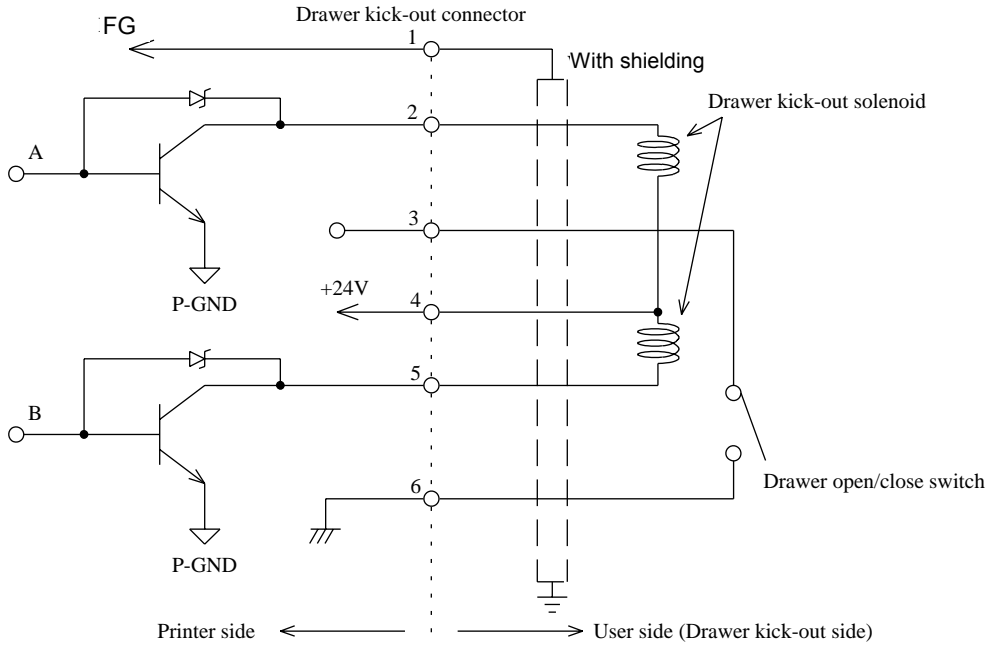 Drawer kick-out connector
FG
1
With shielding
Drawer kick-out solenoid
2
A
3
P-GND
+24V
4
5
B
Drawer open/close switch
6
P-GND
Printer side
User side (Drawer kick-out side)